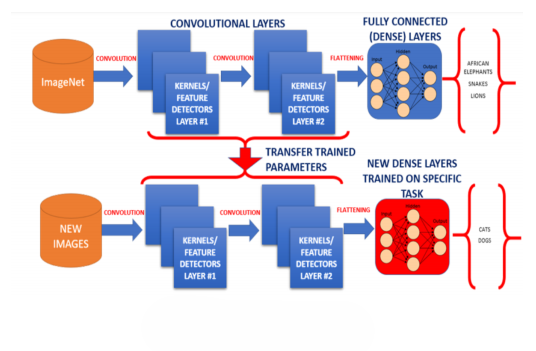 CONVOLUTIONAL LAYERS
FULLY CONNECTED
(DENSE) LAYERS
ImageNet
CONVOLUTION
KERNELS/
FEATURE
DETECTORS
LAYER #1
CONVOLUTION
KERNELS/
FEATURE
DETECTORS
LAYER #2
FLATTENING
Input
Hidden
Output
AFRICAN
ELEPHANTS
SNAKES
LIONS
TRANSFER TRAINED
PARAMETERS
NEW DENSE LAYERS
TRAINED ON SPECIFIC
TASK
NEW
IMAGES
CONVOLUTION
KERNELS/
FEATURE
DETECTORS
LAYER #1
CONVOLUTION
KERNELS/
FEATURE
DETECTORS
LAYER #2
FLATTENING
Input
Hidden
Output
CATS
DOGS